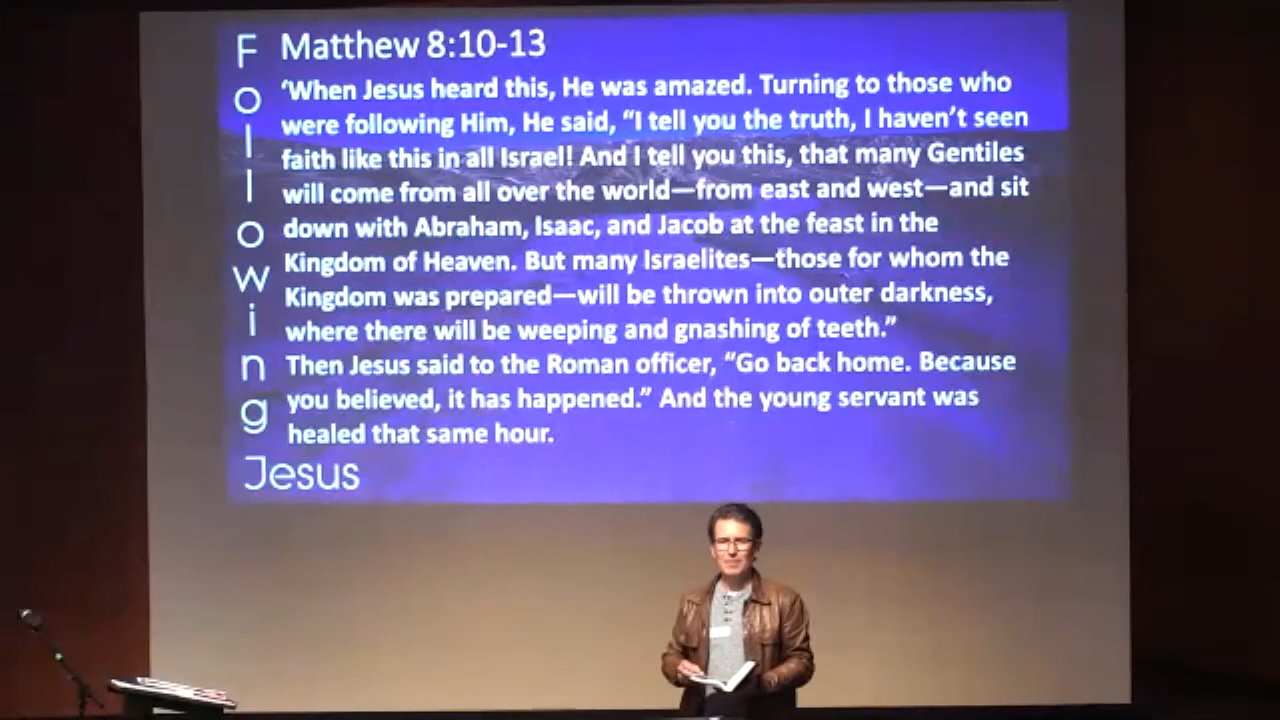 Following
Jesus
Matthew 8:10-13
‘When Jesus heard this, He was amazed. Turning to those who
were following Him, He said, “I tell you the truth, I haven’t seen
faith like this in all Israel! And I tell you this, that many Gentiles
will come from all over the world—from east and west—and sit
down with Abraham, Isaac, and Jacob at the feast in the
Kingdom of Heaven. But many Israelites—those for whom the
Kingdom was prepared—will be thrown into outer darkness,
where there will be weeping and gnashing of teeth.”
Then Jesus said to the Roman officer, “Go back home. Because
you believed, it has happened.” And the young servant was
healed that same hour.